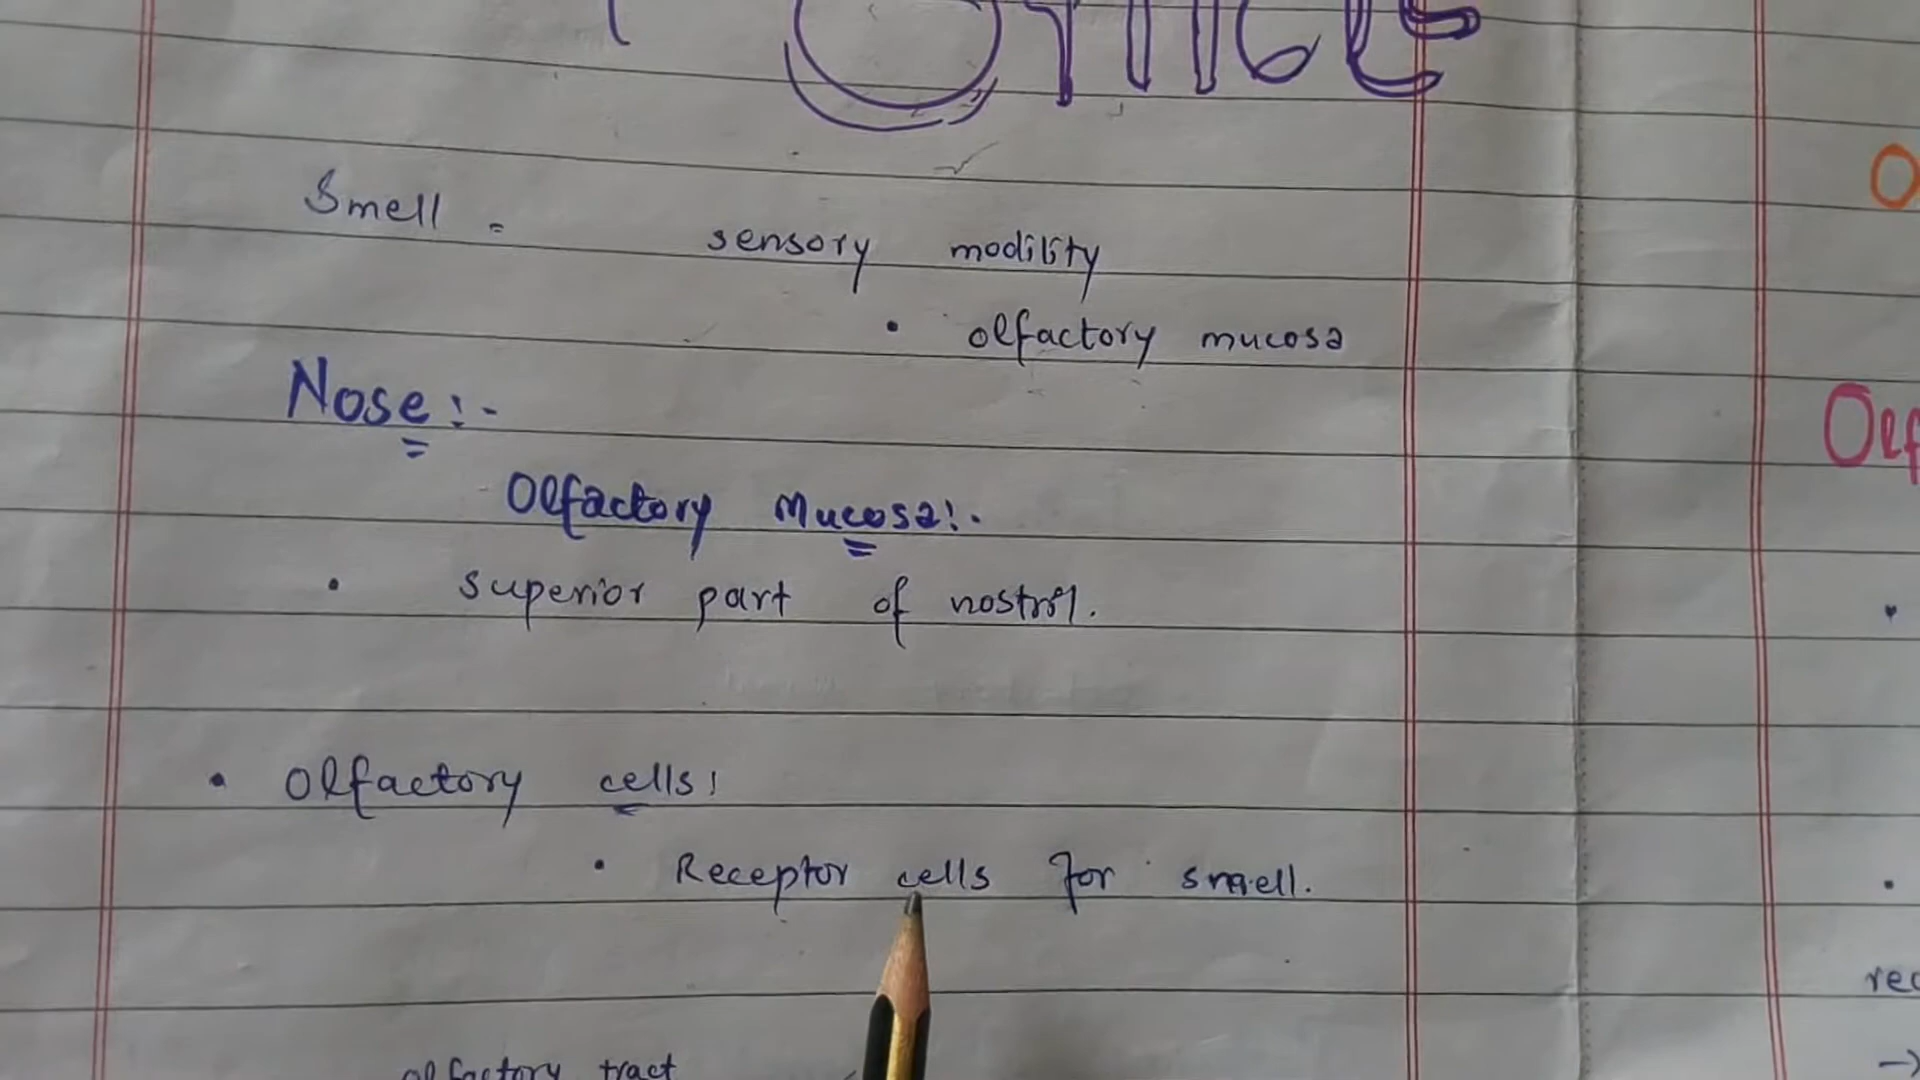 Smell = sensory modility
• olfactory mucosa
Nose:-
Olfactory Mucosa:-
• superior part of nostril.
• Olfactory cells:
• Receptor cells for smell.
olfactory tract